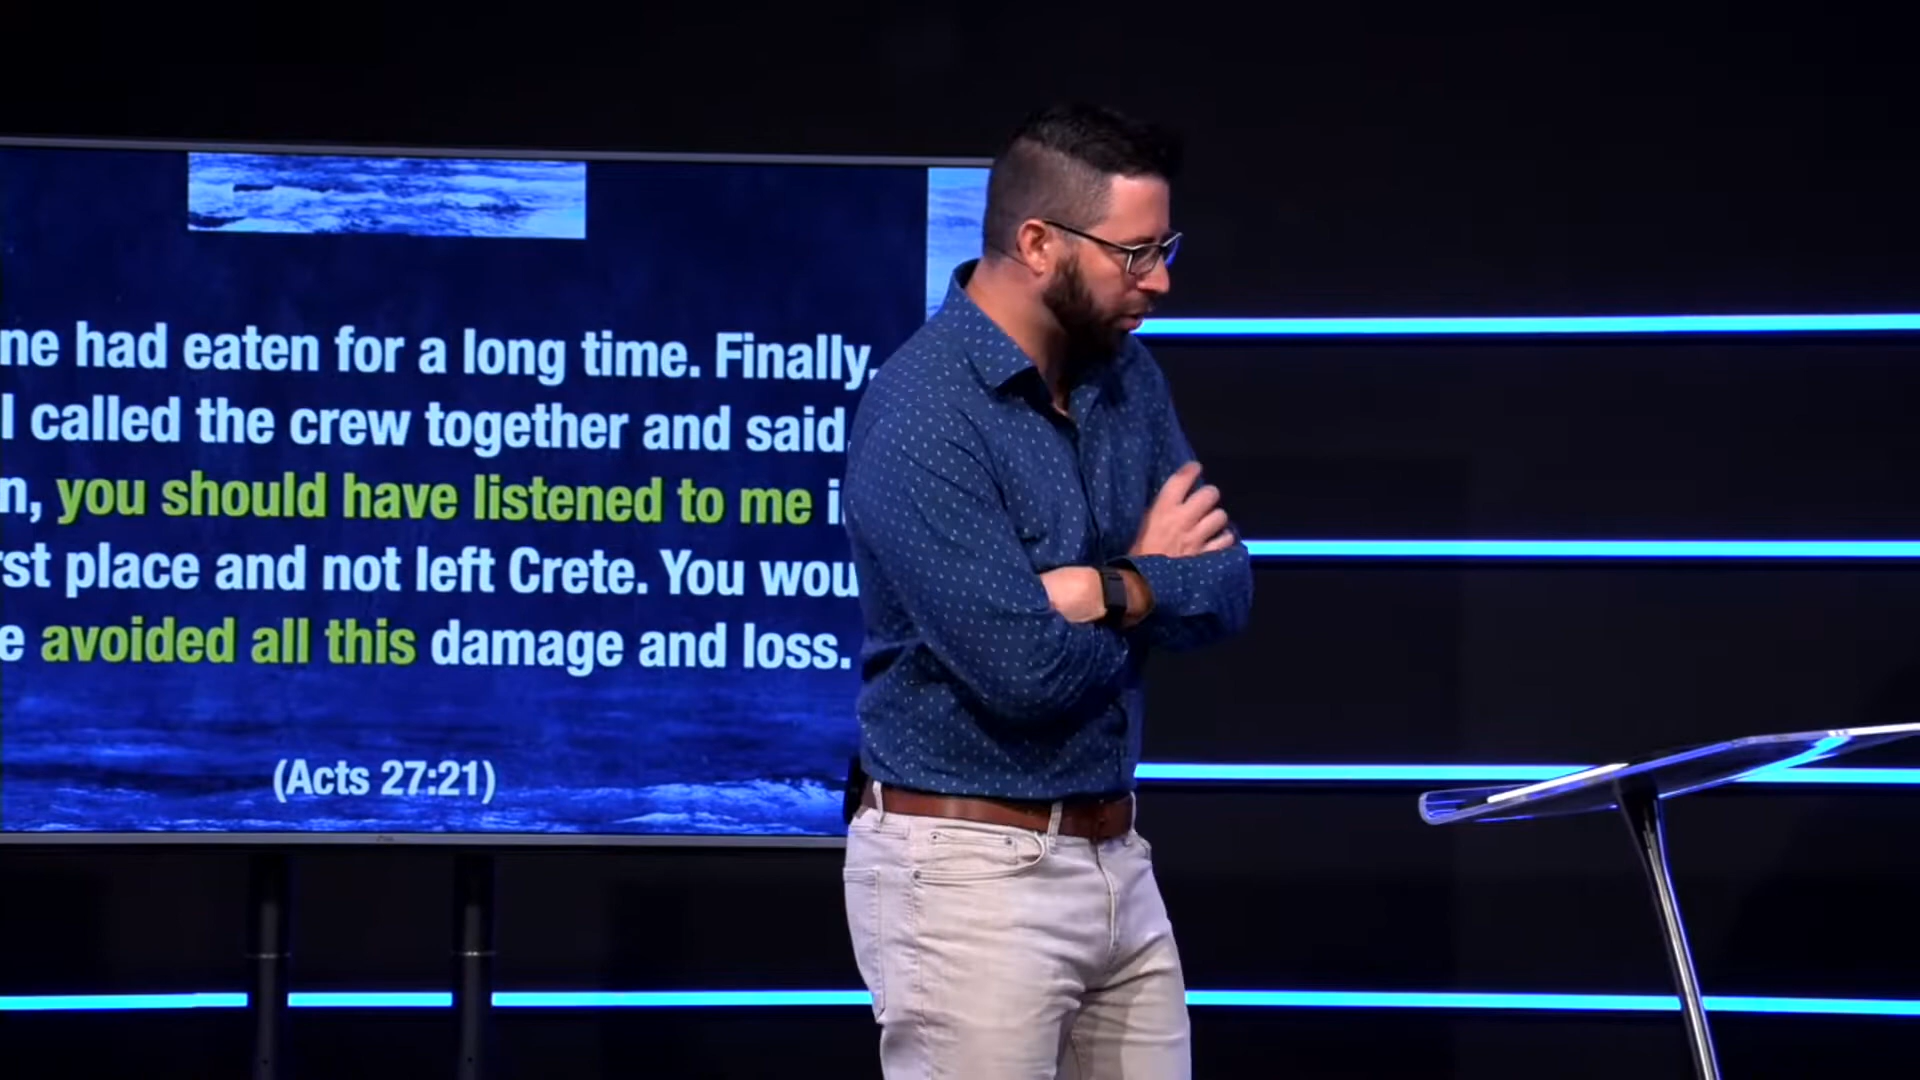 ne had eaten for a long time. Finally,
l called the crew together and said,
n, you should have listened to me i
rst place and not left Crete. You wou
e avoided all this damage and loss.
(Acts 27:21)